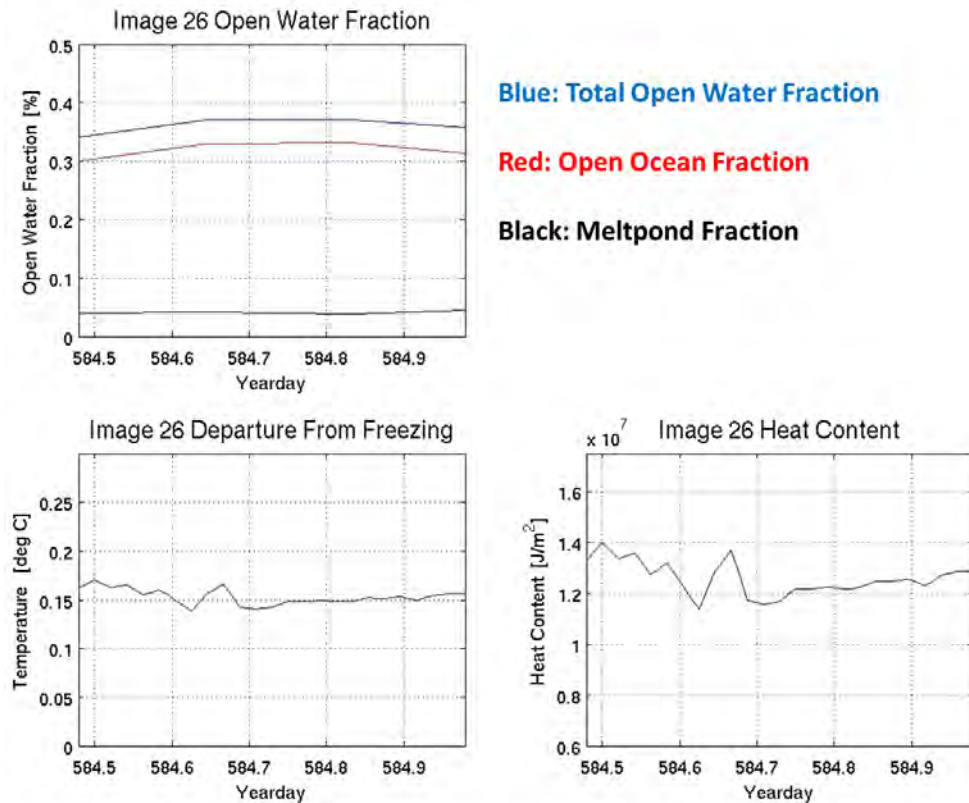 Image 26 Open Water Fraction
0.5
0.4
0.3
0.2
0.1
0
Open Water Fraction [%]
584.5 584.6 584.7 584.8 584.9
Yearday
Blue: Total Open Water Fraction
Red: Open Ocean Fraction
Black: Meltpond Fraction
Image 26 Departure From Freezing
0.25
0.2
0.15
0.1
0.05
0
Temperature [deg C]
584.5 584.6 584.7 584.8 584.9
Yearday
x 10^7
Image 26 Heat Content
1.6
1.4
1.2
1
0.8
0.6
Heat Content [J/m^2]
584.5 584.6 584.7 584.8 584.9
Yearday